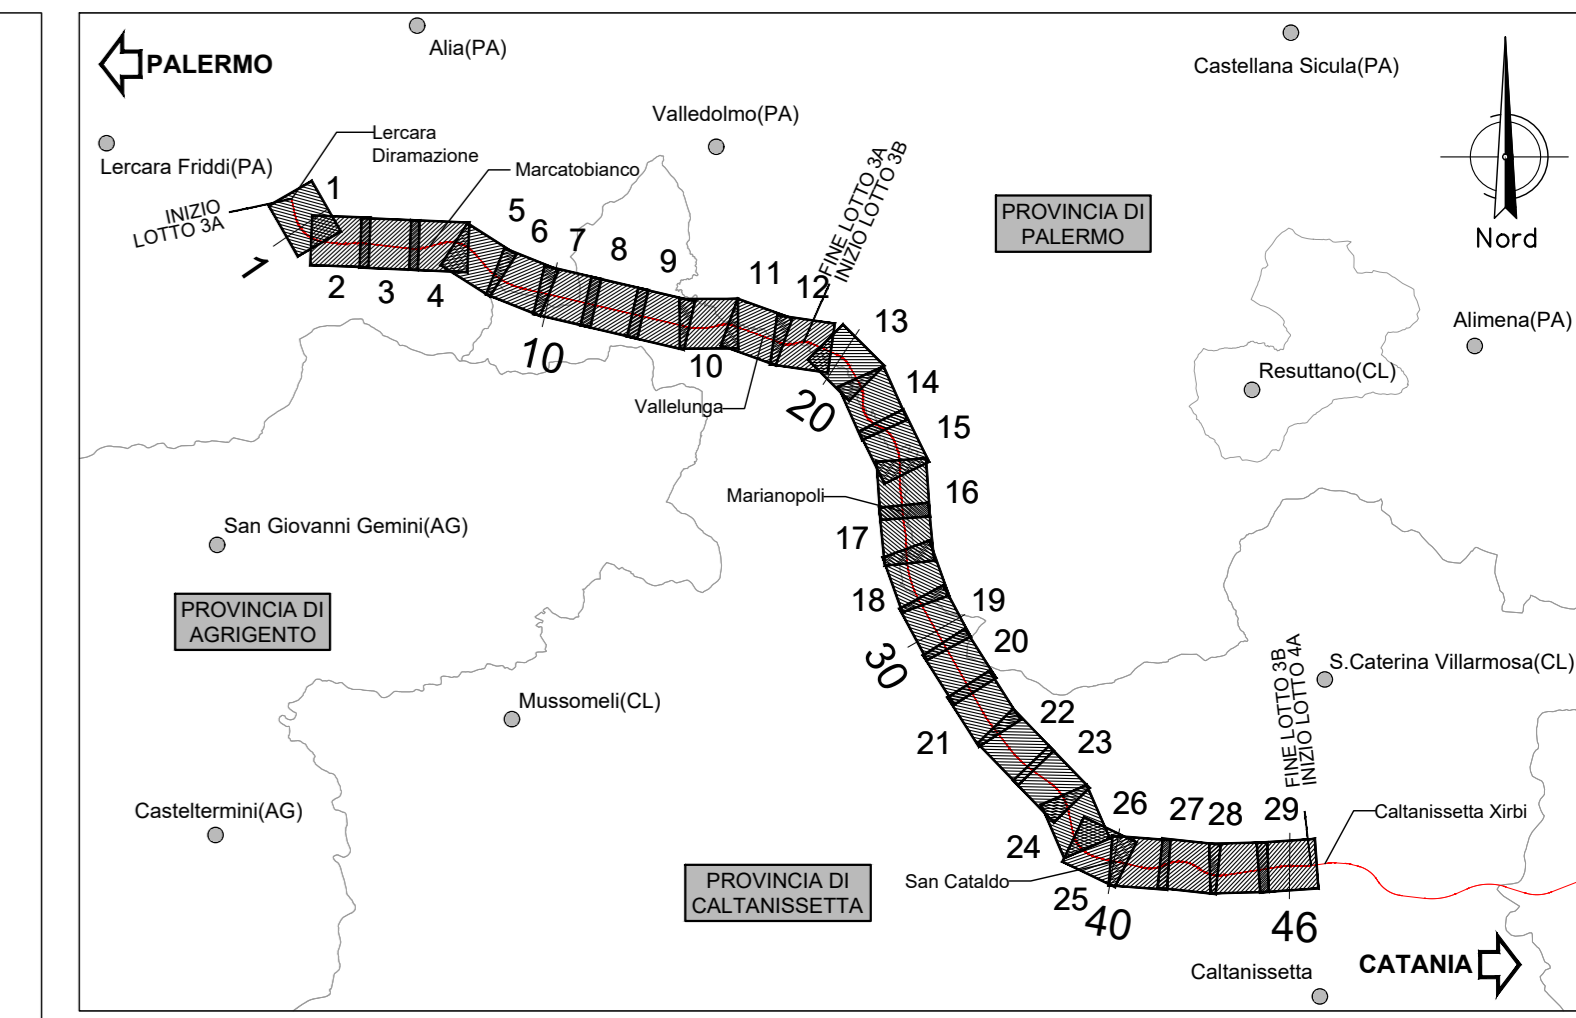 PALERMO
Alia(PA)
Castellana Sicula(PA)
Valledolmo(PA)
Lercara
Diramazione
Lercara Friddi(PA)
Marcatobianco
INIZIO
LOTTO 3A
FINE LOTTO 3A
INIZIO LOTTO 3B
PROVINCIA DI
PALERMO
Nord
1
1
2
3
4
5
6
7
8
9
10
10
11
12
13
Alimena(PA)
Resuttano(CL)
Vallelunga
20
14
15
Marianopoli
16
17
San Giovanni Gemini(AG)
PROVINCIA DI
AGRIGENTO
18
19
20
30
S.Caterina Villarmosa(CL)
FINE LOTTO 3B
INIZIO LOTTO 4A
Mussomeli(CL)
21
22
23
Casteltermini(AG)
24
26
27
28
29
Caltanissetta Xirbi
PROVINCIA DI
CALTANISSETTA
San Cataldo
25
40
46
CATANIA
Caltanissetta